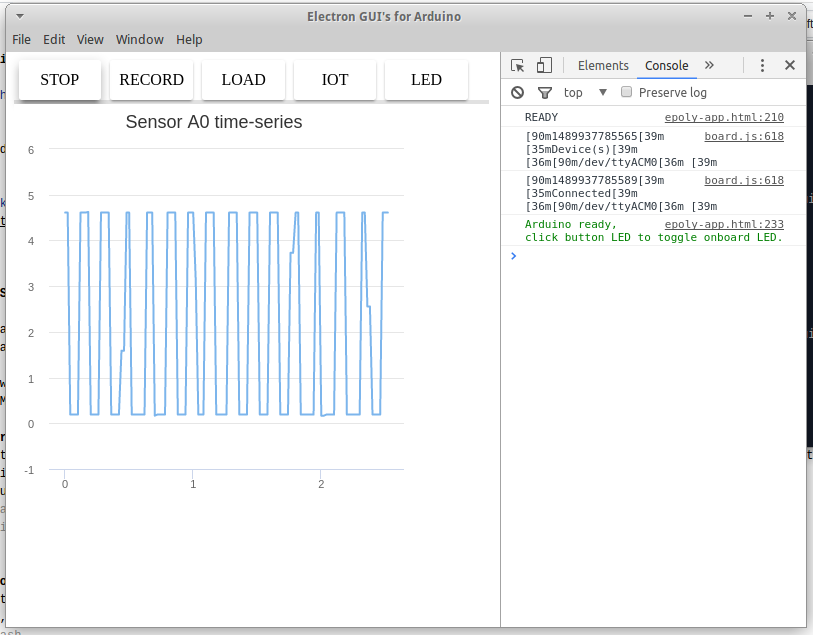 Electron GUI's for Arduino
File Edit View Window Help
STOP RECORD LOAD IOT LED
Sensor A0 time-series
6
5
4
3
2
1
0
-1
0 1 2
Elements Console »
top ▼ Preserve log
READY epoly-app.html:210
[90m1489937785565[39m board.js:618
[35mDevice(s)[39m
[36m[90m/dev/ttyACM0[36m [39m
[90m1489937785589[39m board.js:618
[35mConnected[39m
[36m[90m/dev/ttyACM0[36m [39m
Arduino ready, epoly-app.html:233
click button LED to toggle onboard LED.
>